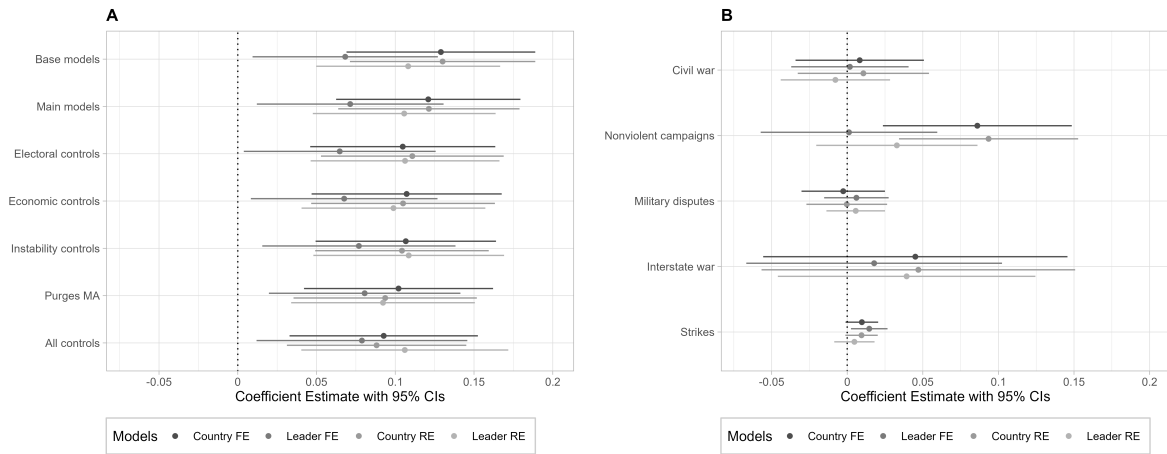 A
Base models
Main models
Electoral controls
Economic controls
Instability controls
Purges MA
All controls
-0.05 0 0.05 0.1 0.15 0.2
Coefficient Estimate with 95% CIs
Models Country FE Leader FE Country RE Leader RE
B
Civil war
Nonviolent campaigns
Military disputes
Interstate war
Strikes
-0.05 0 0.05 0.1 0.15 0.2
Coefficient Estimate with 95% CIs
Models Country FE Leader FE Country RE Leader RE